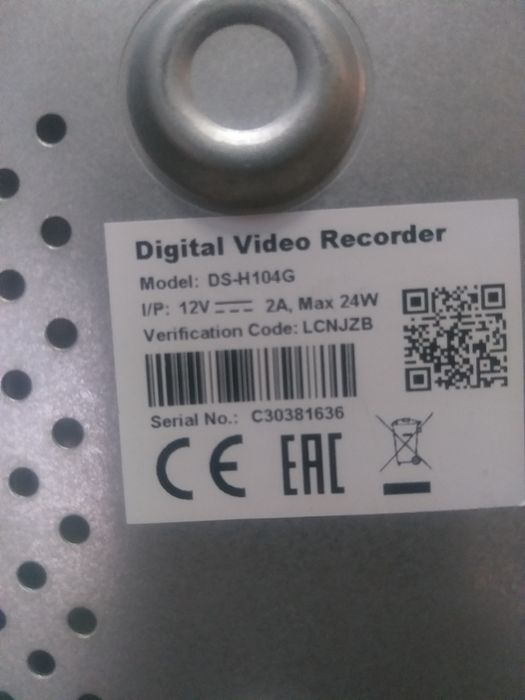 Digital Video Recorder
Model: DS-H104G
I/P: 12V⎓ 2A, Max 24W
Verification Code: LCNJZB
Serial No.: C30381636
CE EAC